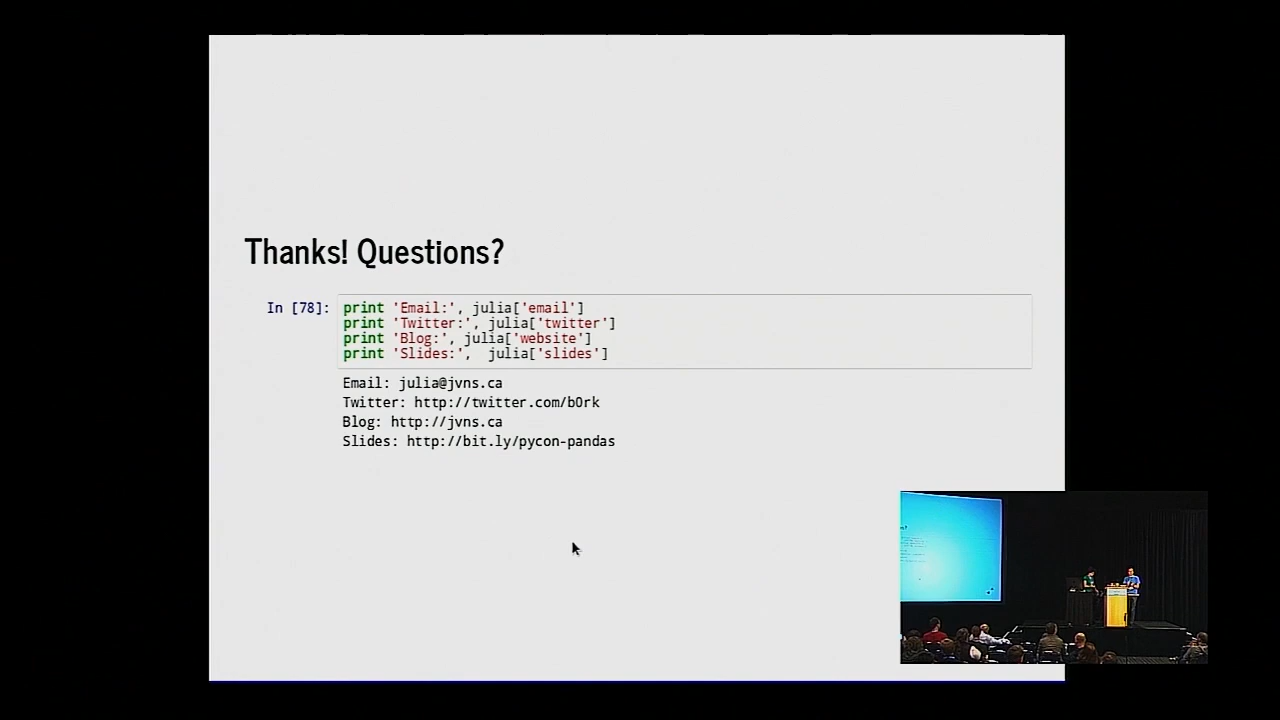 Thanks! Questions?
In [78]:
print 'Email:', julia['email']
print 'Twitter:', julia['twitter']
print 'Blog:', julia['website']
print 'Slides:',  julia['slides']
Email: julia@jvns.ca
Twitter: http://twitter.com/b0rk
Blog: http://jvns.ca
Slides: http://bit.ly/pycon-pandas